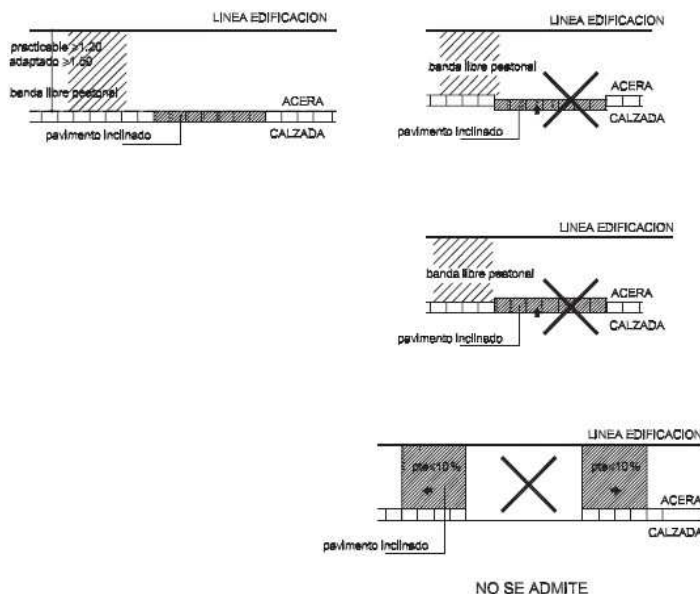 LINEA EDIFICACION
practicable ≥1.20
adaptado ≥1.50
banda libre peatonal
ACERA
CALZADA
pavimento inclinado
LINEA EDIFICACION
banda libre peatonal
ACERA
CALZADA
pavimento inclinado
LINEA EDIFICACION
banda libre peatonal
ACERA
CALZADA
pavimento inclinado
LINEA EDIFICACION
pte≤10%
pte≤10%
ACERA
CALZADA
pavimento inclinado
NO SE ADMITE